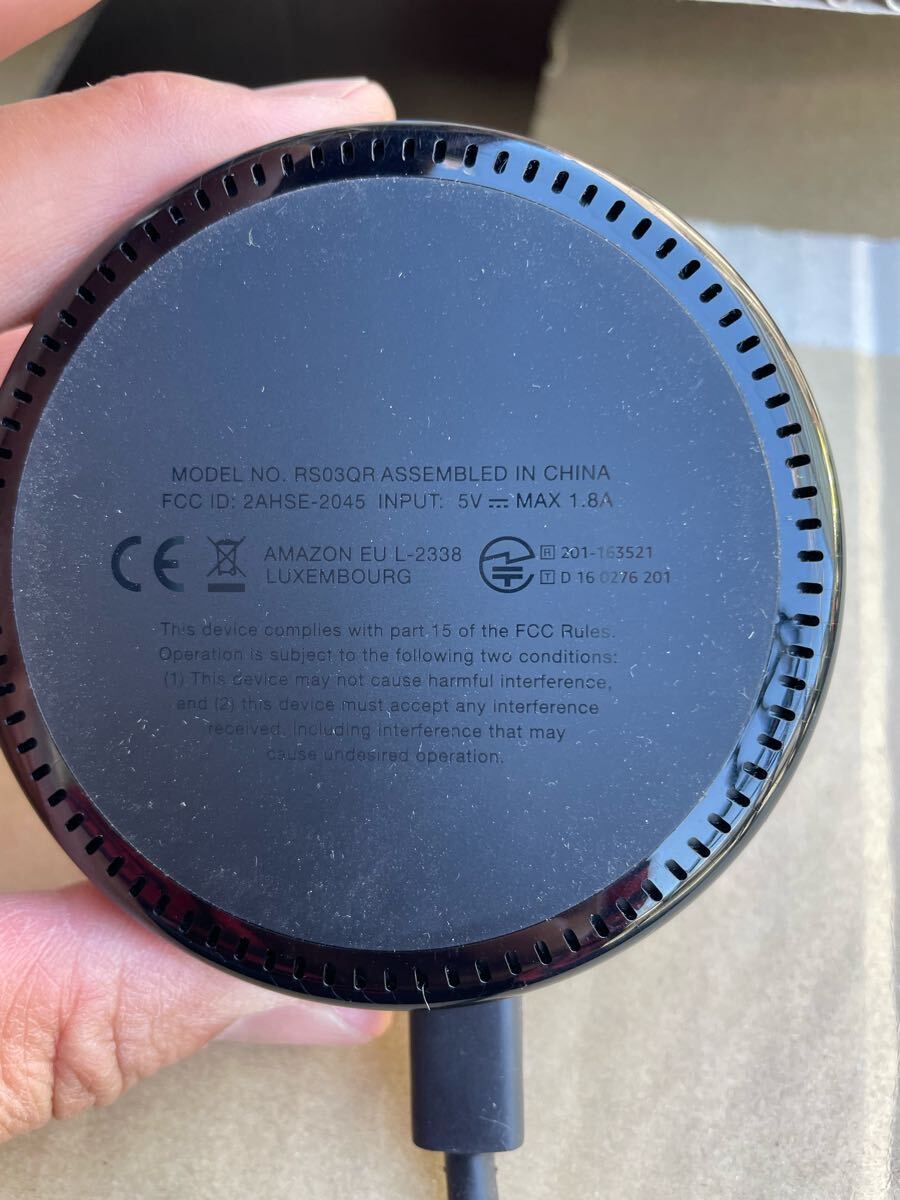 MODEL NO. RS03QR ASSEMBLED IN CHINA
FCC ID: 2AHSE-2045 INPUT: 5V ⎓ MAX 1.8A
CE AMAZON EU L-2338 R 201-163521
LUXEMBOURG T D 16 0276 201
This device complies with part 15 of the FCC Rules.
Operation is subject to the following two conditions:
(1) This device may not cause harmful interference,
and (2) this device must accept any interference
received, including interference that may
cause undesired operation.